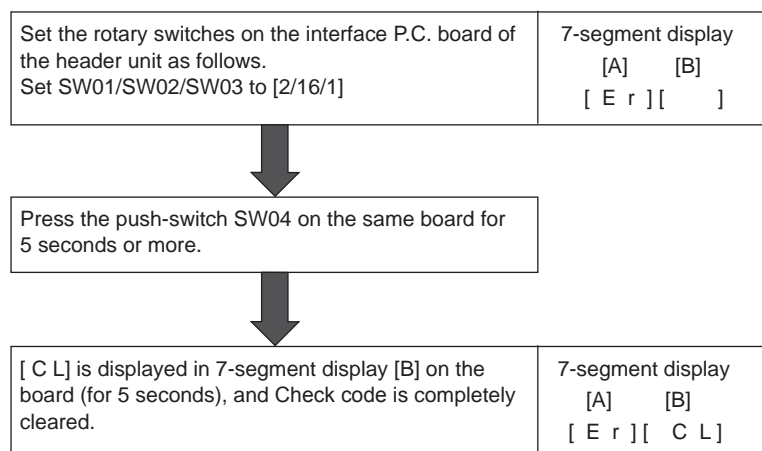 Set the rotary switches on the interface P.C. board of
the header unit as follows.
Set SW01/SW02/SW03 to [2/16/1]
7-segment display
[A] [B]
[ E r ] [ ]
Press the push-switch SW04 on the same board for
5 seconds or more.
[ C L] is displayed in 7-segment display [B] on the
board (for 5 seconds), and Check code is completely
cleared.
7-segment display
[A] [B]
[ E r ] [ C L ]